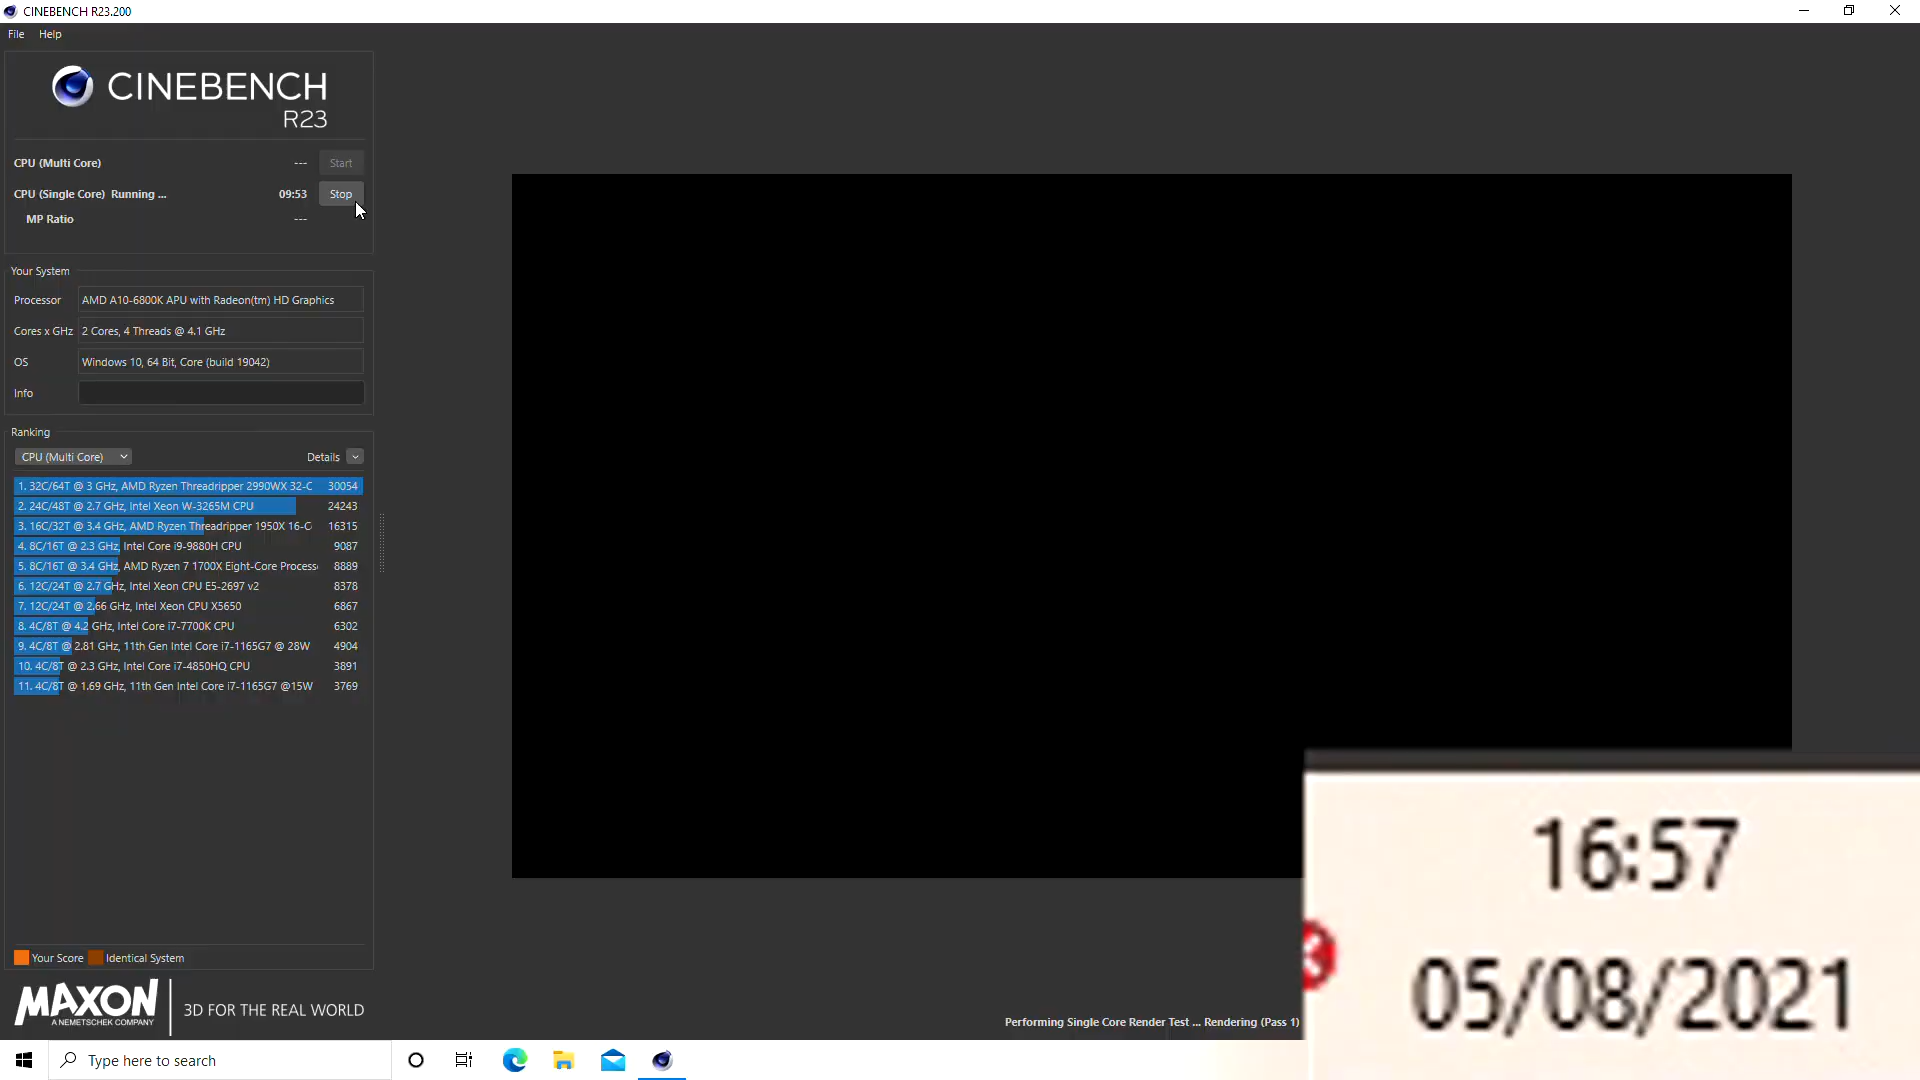 CINEBENCH R23.200
File Help
CINEBENCH
R23
CPU (Multi Core) --- Start
CPU (Single Core) Running ... 09:53 Stop
MP Ratio ---
Your System
Processor AMD A10-6800K APU with Radeon(tm) HD Graphics
Cores x GHz 2 Cores, 4 Threads @ 4.1 GHz
OS Windows 10, 64 Bit, Core (build 19042)
Info
Ranking
CPU (Multi Core) Details
1. 32C/64T @ 3 GHz, AMD Ryzen Threadripper 2990WX 32-C 30054
2. 24C/48T @ 2.7 GHz, Intel Xeon W-3265M CPU 24243
3. 16C/32T @ 3.4 GHz, AMD Ryzen Threadripper 1950X 16-C 16315
4. 8C/16T @ 2.3 GHz, Intel Core i9-9880H CPU 9087
5. 8C/16T @ 3.4 GHz, AMD Ryzen 7 1700X Eight-Core Process 8889
6. 12C/24T @ 2.7 GHz, Intel Xeon CPU E5-2697 v2 8378
7. 12C/24T @ 2.66 GHz, Intel Xeon CPU X5650 6867
8. 4C/8T @ 4.2 GHz, Intel Core i7-7700K CPU 6302
9. 4C/8T @ 2.81 GHz, 11th Gen Intel Core i7-1165G7 @ 28W 4904
10. 4C/8T @ 2.3 GHz, Intel Core i7-4850HQ CPU 3891
11. 4C/8T @ 1.69 GHz, 11th Gen Intel Core i7-1165G7 @15W 3769
Your Score Identical System
MAXON
A NEMETSCHEK COMPANY
3D FOR THE REAL WORLD
Performing Single Core Render Test ... Rendering (Pass 1)
16:57
05/08/2021
Type here to search